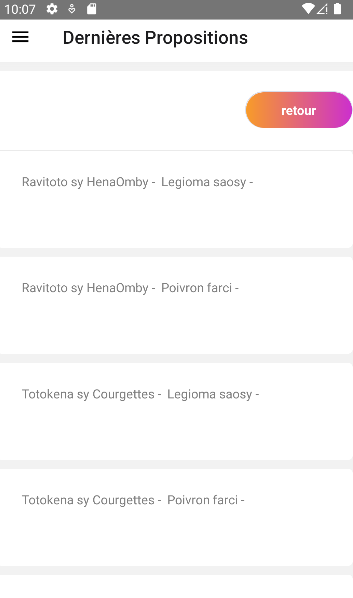 10:07
Dernières Propositions
retour
Ravitoto sy HenaOmby -  Legioma saosy -
Ravitoto sy HenaOmby -  Poivron farci -
Totokena sy Courgettes -  Legioma saosy -
Totokena sy Courgettes -  Poivron farci -